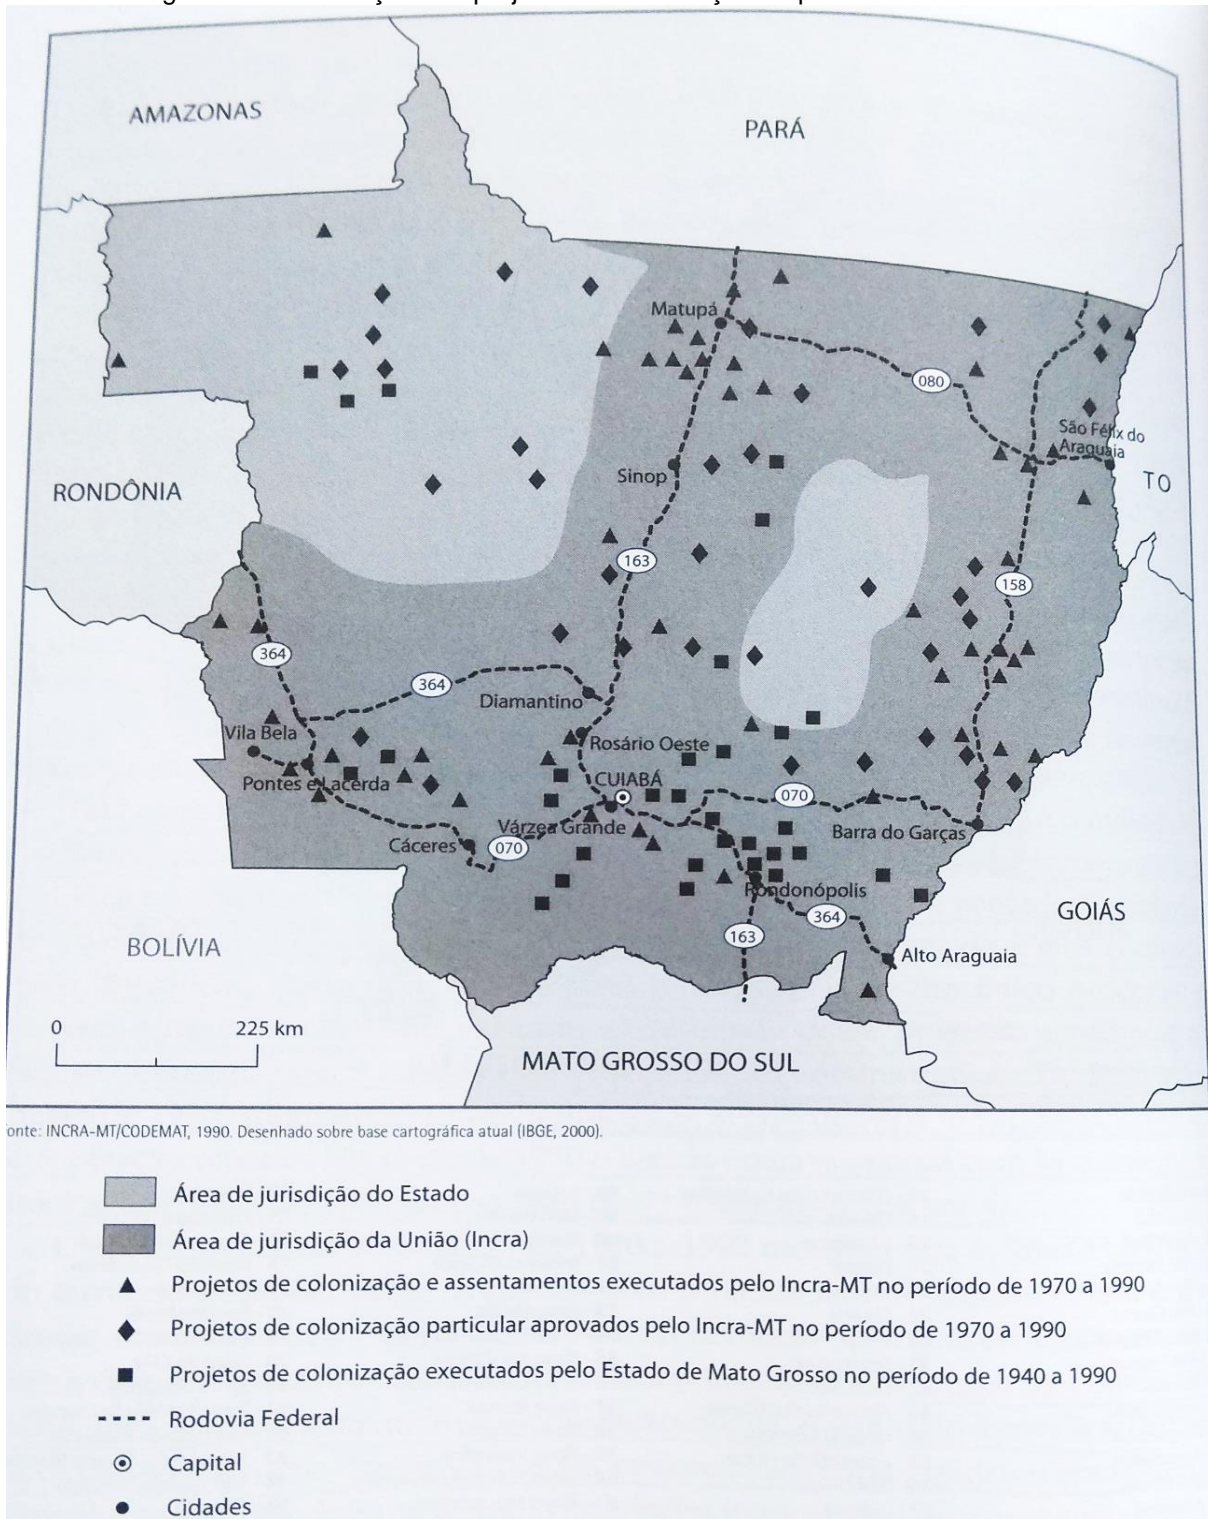 AMAZONAS
PARÁ
Matupá
080
São Félix do
Araguaia
Sinop
RONDÔNIA
TO
163
158
364
364
Diamantino
Vila Bela
Rosário Oeste
Pontes e Lacerda
CUIABÁ
070
Várzea Grande
Barra do Garças
Cáceres
070
Rondonópolis
GOIÁS
364
163
BOLÍVIA
Alto Araguaia
0 225 km
MATO GROSSO DO SUL
onte: INCRA-MT/CODEMAT, 1990. Desenhado sobre base cartográfica atual (IBGE, 2000).
Área de jurisdição do Estado
Área de jurisdição da União (Incra)
Projetos de colonização e assentamentos executados pelo Incra-MT no período de 1970 a 1990
Projetos de colonização particular aprovados pelo Incra-MT no período de 1970 a 1990
Projetos de colonização executados pelo Estado de Mato Grosso no período de 1940 a 1990
Rodovia Federal
Capital
Cidades